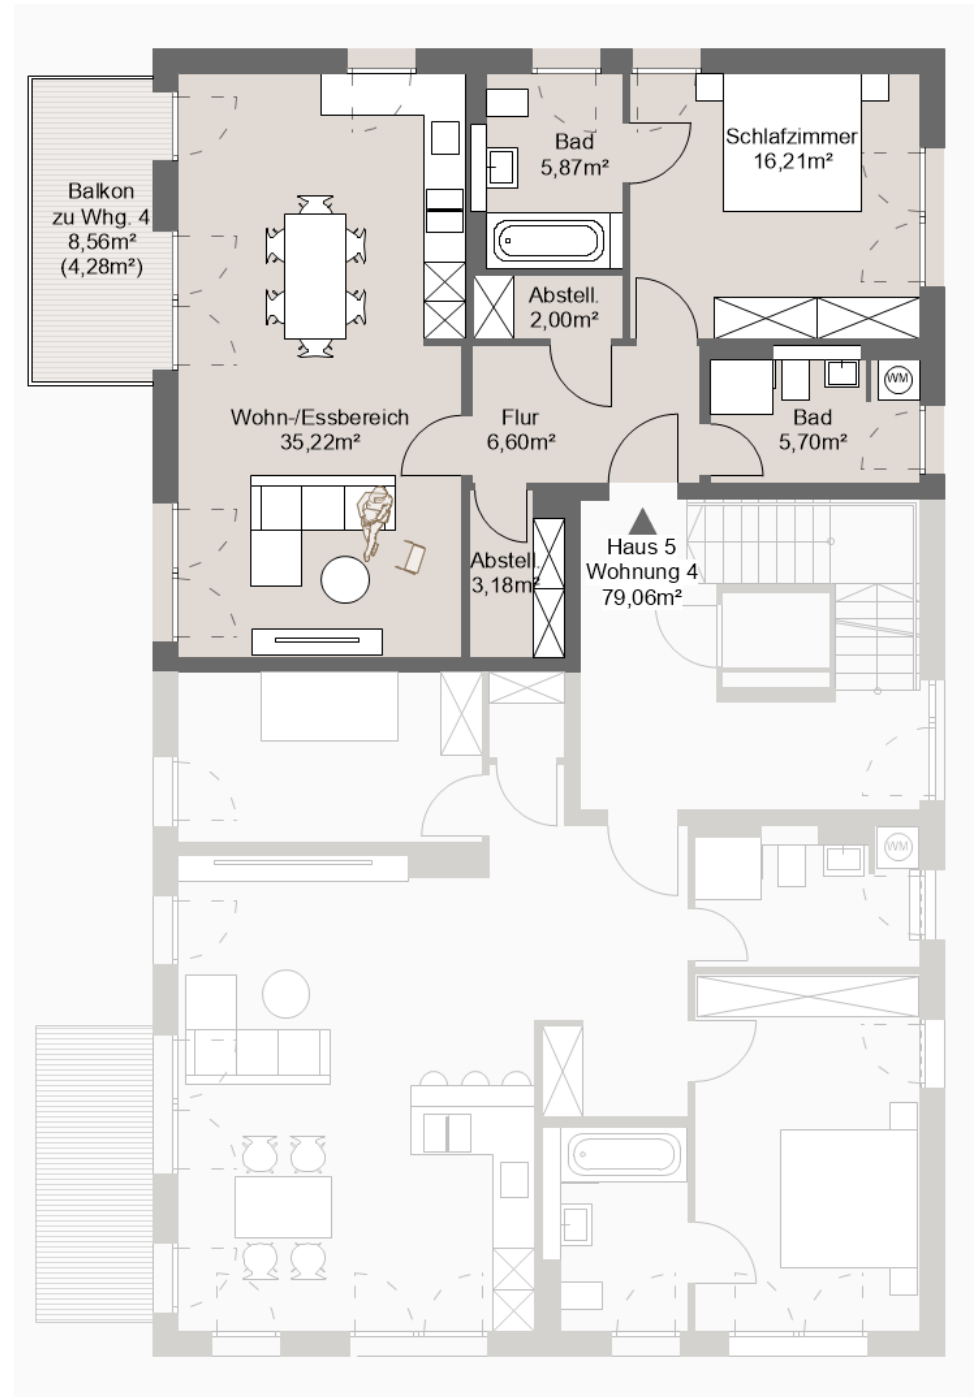 Balkon
zu Whg. 4
8,56m²
(4,28m²)
Bad
5,87m²
Schlafzimmer
16,21m²
Abstell.
2,00m²
Wohn-/Essbereich
35,22m²
Flur
6,60m²
WM
Bad
5,70m²
Abstell.
3,18m²
Haus 5
Wohnung 4
79,06m²
WM